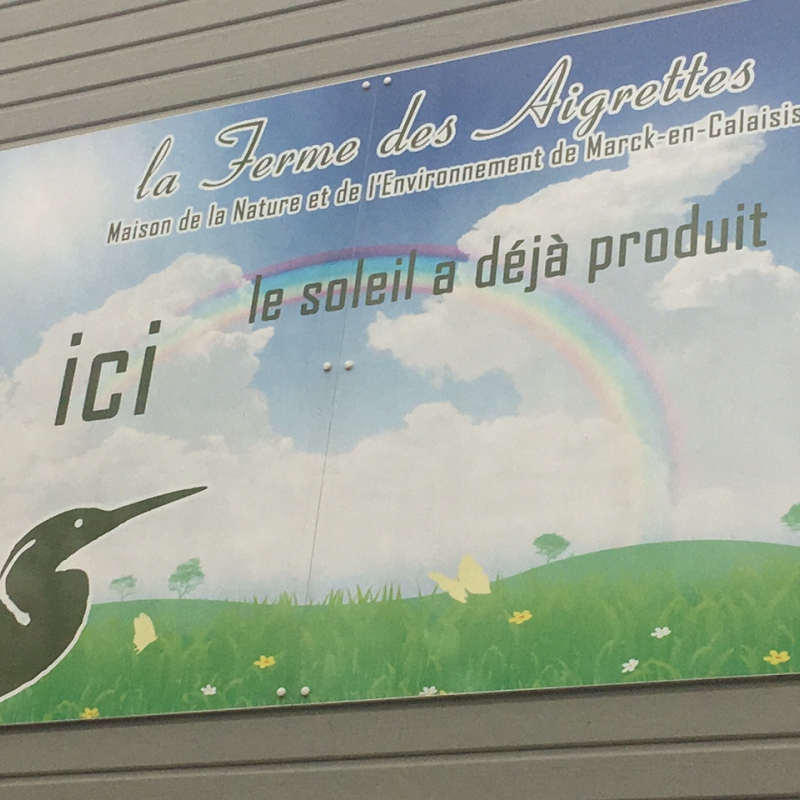 la Ferme des Aigrettes
Maison de la Nature et de l'Environnement de Marck-en-Calaisis
ici
le soleil a déjà produit